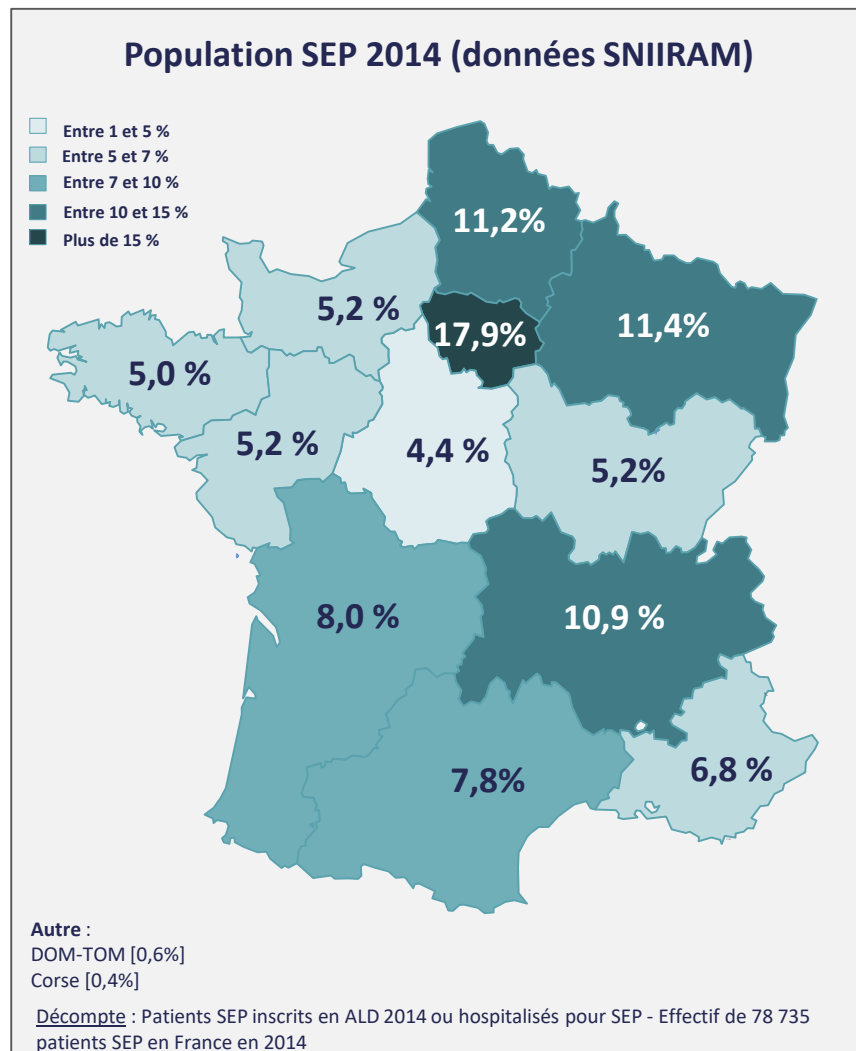 Population SEP 2014 (données SNIIRAM)
Entre 1 et 5 %
Entre 5 et 7 %
Entre 7 et 10 %
Entre 10 et 15 %
Plus de 15 %
11,2%
5,2 %
17,9%
11,4%
5,0 %
5,2 %
4,4 %
5,2%
8,0 %
10,9 %
7,8%
6,8 %
Autre :
DOM-TOM [0,6%]
Corse [0,4%]
Décompte : Patients SEP inscrits en ALD 2014 ou hospitalisés pour SEP - Effectif de 78 735
patients SEP en France en 2014